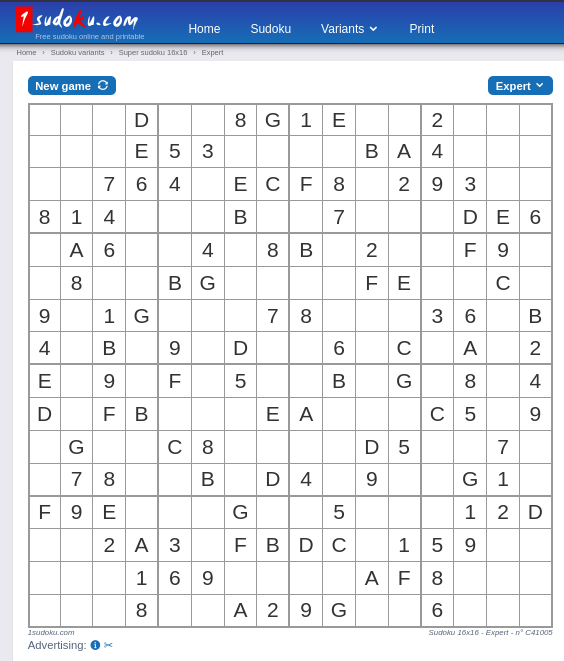 1sudoku.com
Free sudoku online and printable
Home Sudoku Variants Print
Home › Sudoku variants › Super sudoku 16x16 › Expert
New game Expert
D 8 G 1 E 2
E 5 3 B A 4
7 6 4 E C F 8 2 9 3
8 1 4 B 7 D E 6
A 6 4 8 B 2 F 9
8 B G F E C
9 1 G 7 8 3 6 B
4 B 9 D 6 C A 2
E 9 F 5 B G 8 4
D F B E A C 5 9
G C 8 D 5 7
7 8 B D 4 9 G 1
F 9 E G 5 1 2 D
2 A 3 F B D C 1 5 9
1 6 9 A F 8
8 A 2 9 G 6
1sudoku.com Sudoku 16x16 - Expert - n° C41005
Advertising: